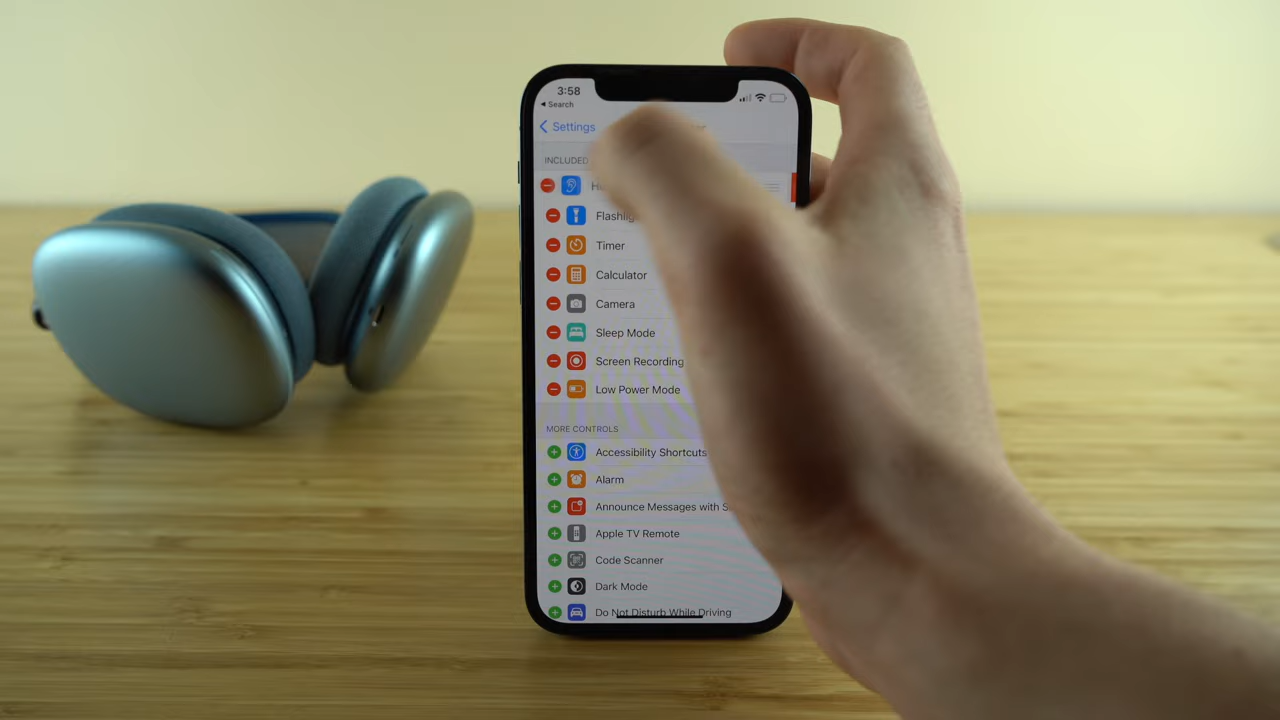 3:58
Search
Settings
INCLUDED
Timer
Calculator
Camera
Sleep Mode
Screen Recording
Low Power Mode
MORE CONTROLS
Accessibility Shortcuts
Alarm
Announce Messages with
Apple TV Remote
Code Scanner
Dark Mode
Do Not Disturb While Driving